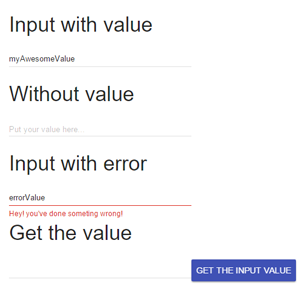 Input with value
myAwesomeValue
Without value
Put your value here...
Input with error
errorValue
Hey! you've done someting wrong!
Get the value
GET THE INPUT VALUE